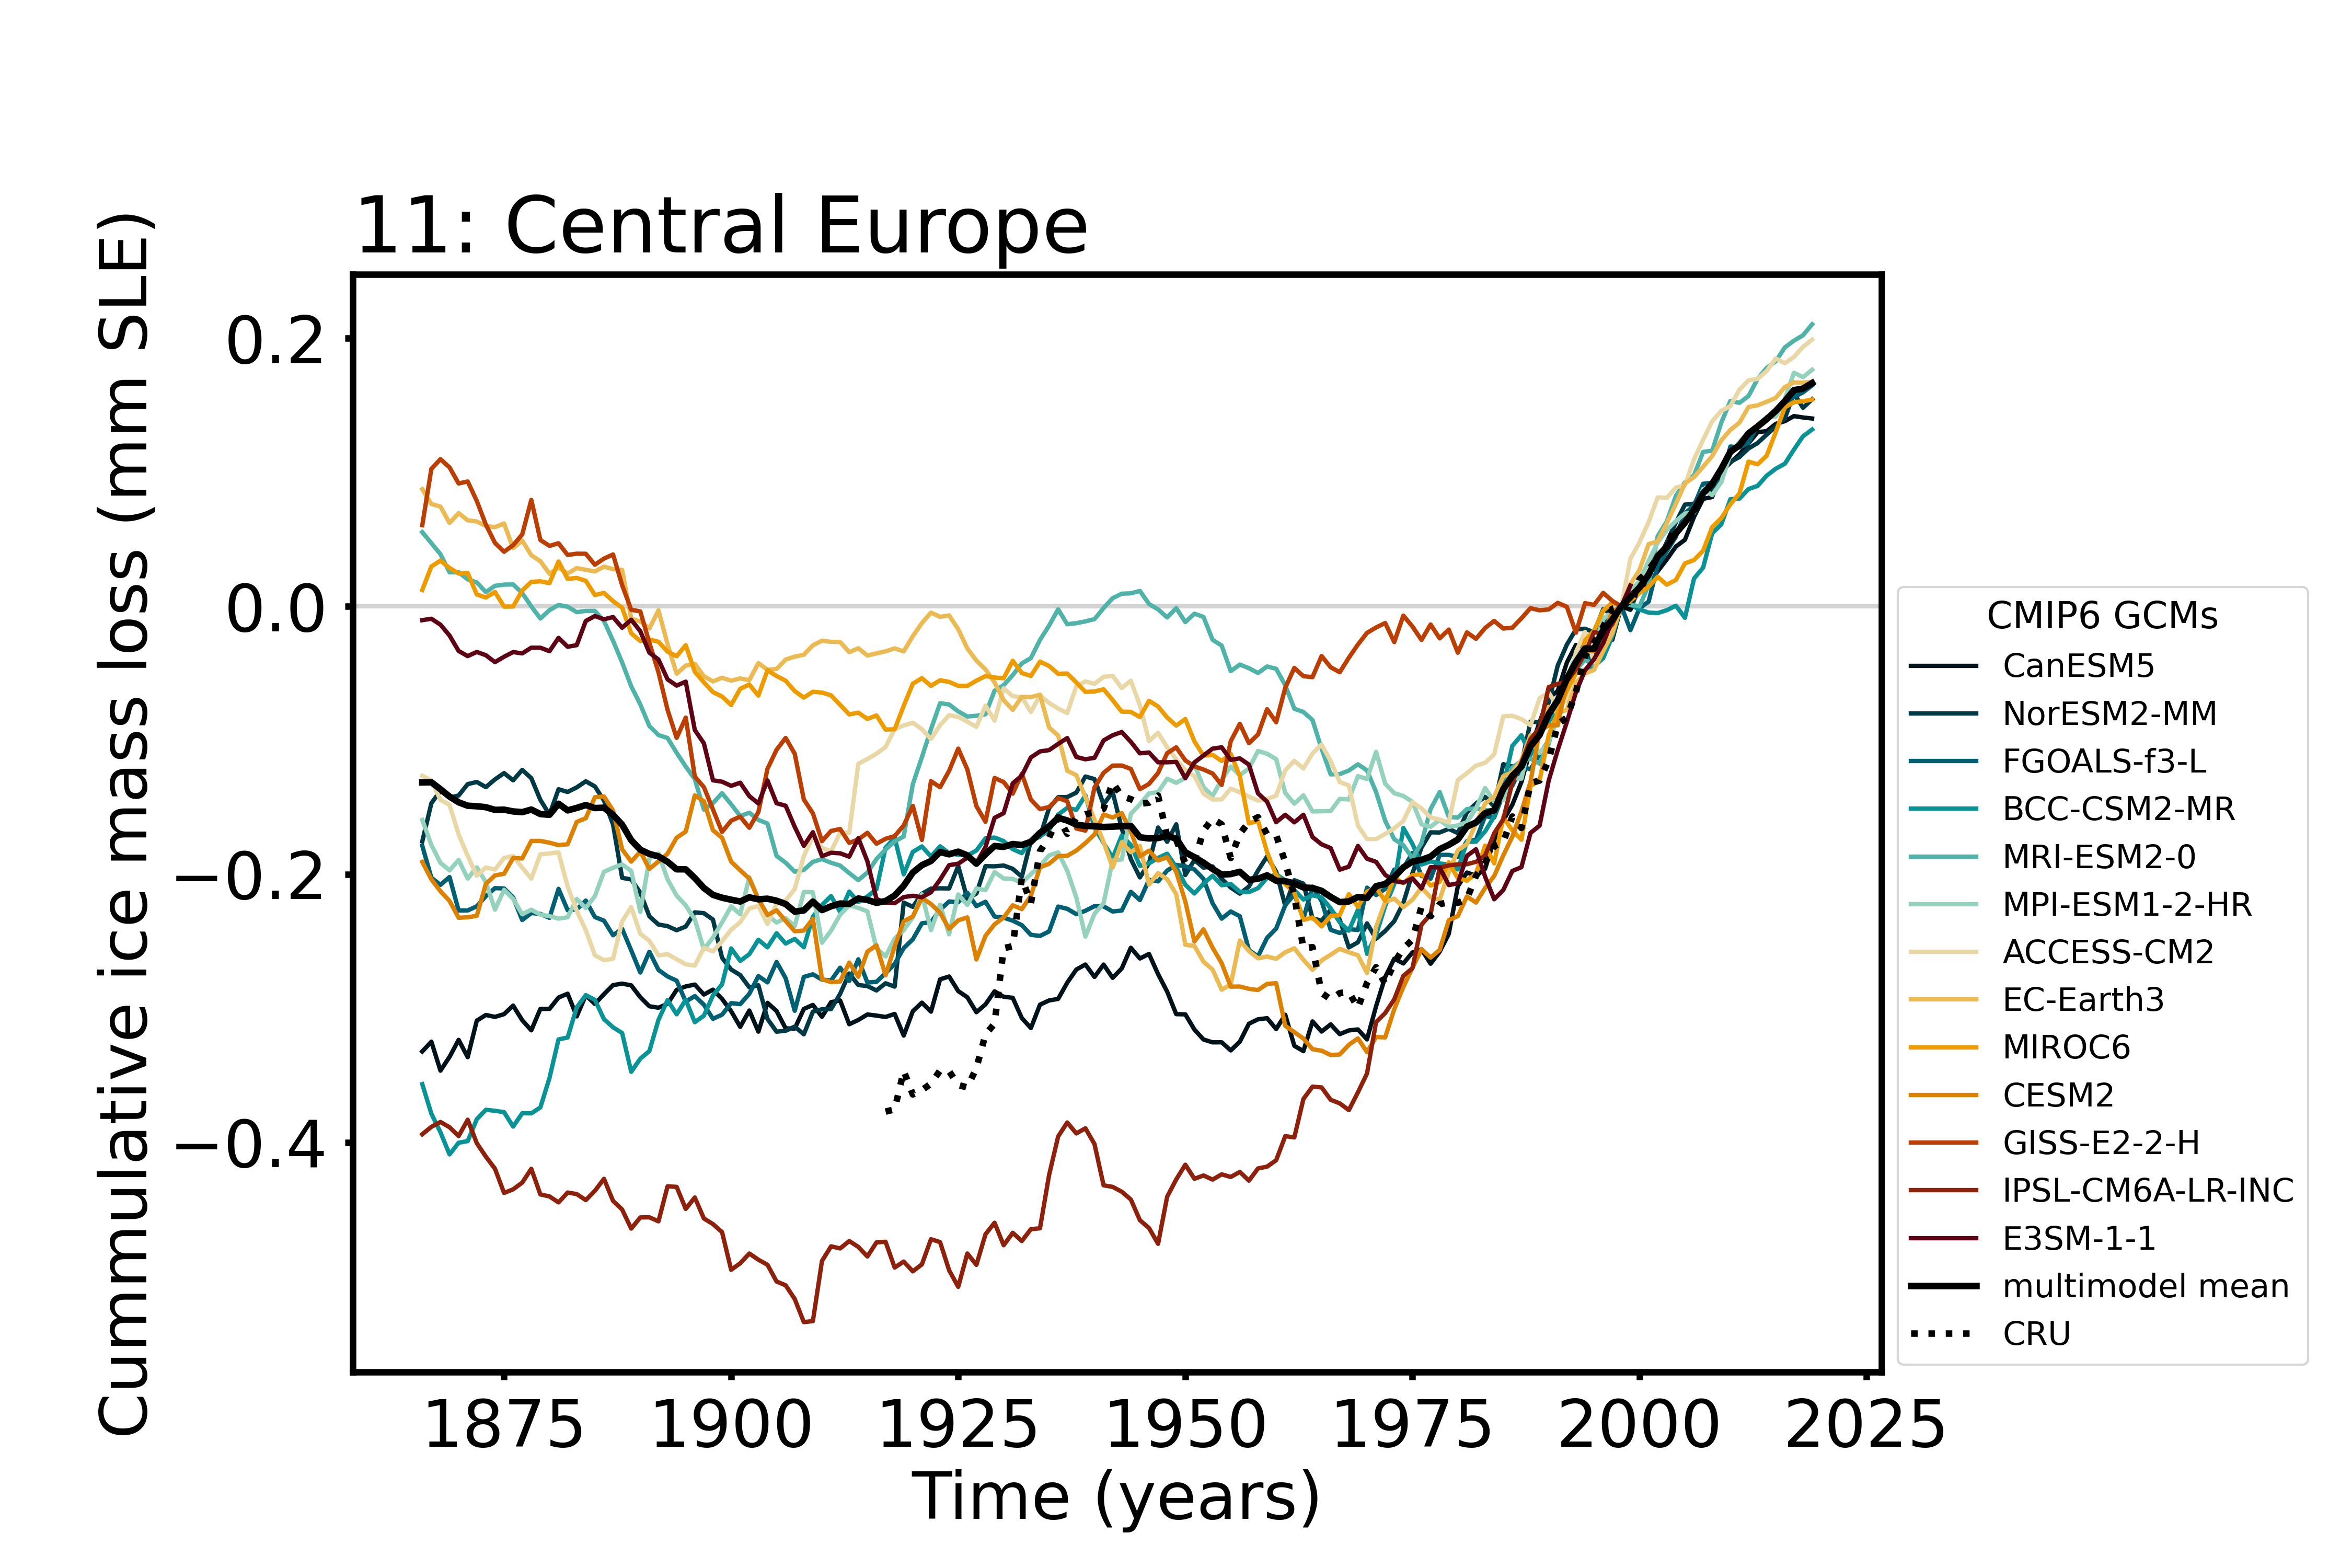 11: Central Europe
Cummulative ice mass loss (mm SLE)
0.2
0.0
−0.2
−0.4
1875 1900 1925 1950 1975 2000 2025
Time (years)
CMIP6 GCMs
CanESM5
NorESM2-MM
FGOALS-f3-L
BCC-CSM2-MR
MRI-ESM2-0
MPI-ESM1-2-HR
ACCESS-CM2
EC-Earth3
MIROC6
CESM2
GISS-E2-2-H
IPSL-CM6A-LR-INC
E3SM-1-1
multimodel mean
CRU